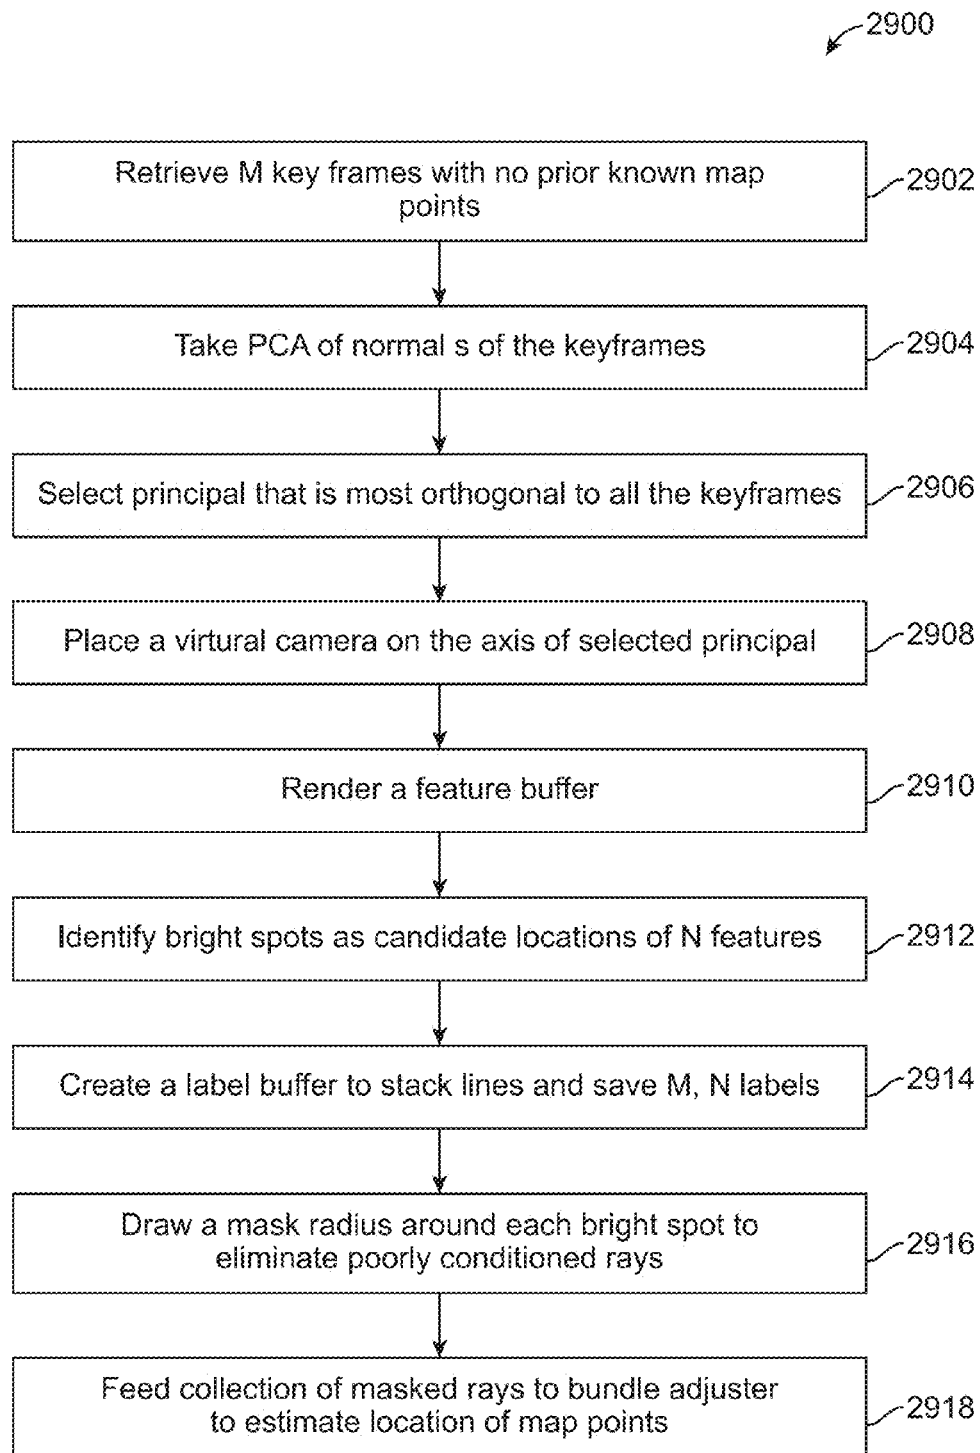 2900
Retrieve M key frames with no prior known map
points
2902
Take PCA of normal s of the keyframes
2904
Select principal that is most orthogonal to all the keyframes
2906
Place a virtural camera on the axis of selected principal
2908
Render a feature buffer
2910
Identify bright spots as candidate locations of N features
2912
Create a label buffer to stack lines and save M, N labels
2914
Draw a mask radius around each bright spot to
eliminate poorly conditioned rays
2916
Feed collection of masked rays to bundle adjuster
to estimate location of map points
2918